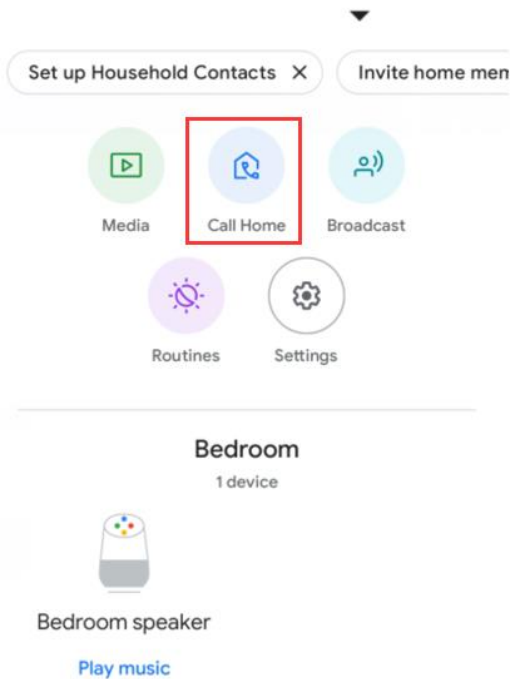 Set up Household Contacts X Invite home mem
Media Call Home Broadcast
Routines Settings
Bedroom
1 device
Bedroom speaker
Play music